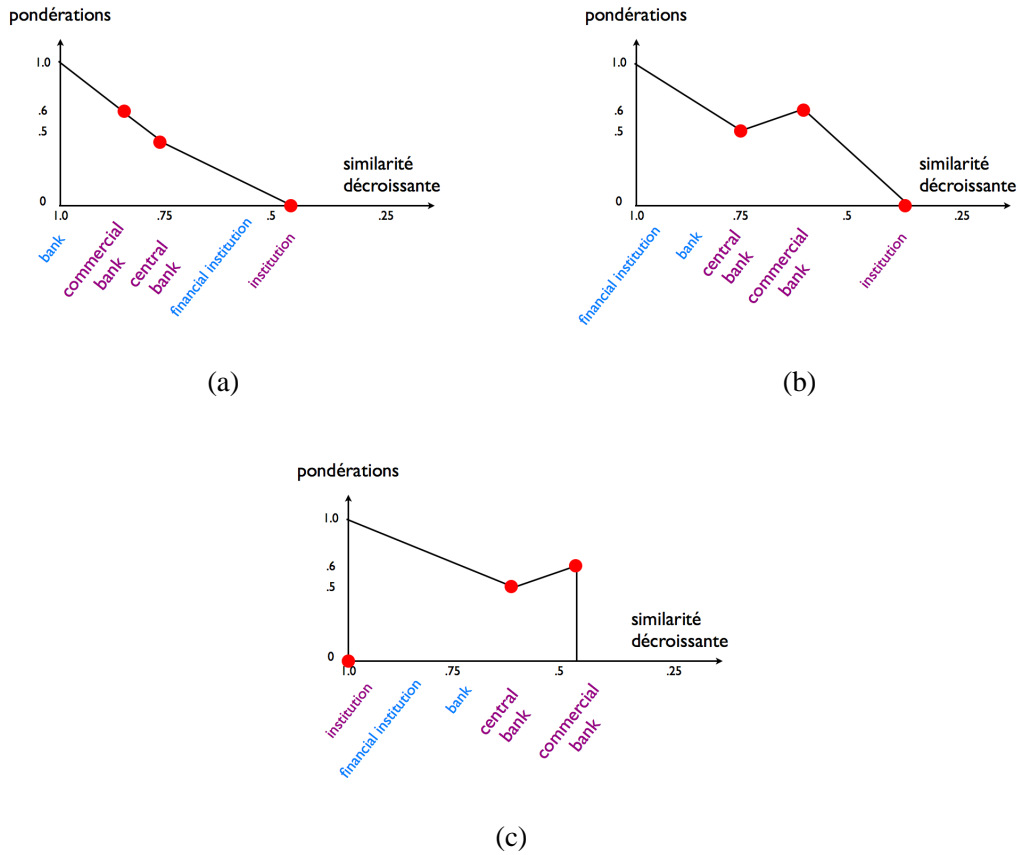 pondérations
1.0
.6
.5
0
similarité
décroissante
1.0
.75
.5
.25
bank
commercial
bank
central
bank
financial institution
institution
(a)
pondérations
1.0
.6
.5
0
similarité
décroissante
1.0
.75
.5
.25
financial institution
bank
central
bank
commercial
bank
institution
(b)
pondérations
1.0
.6
.5
0
similarité
décroissante
1.0
.75
.5
.25
institution
financial institution
bank
central
bank
commercial
bank
(c)